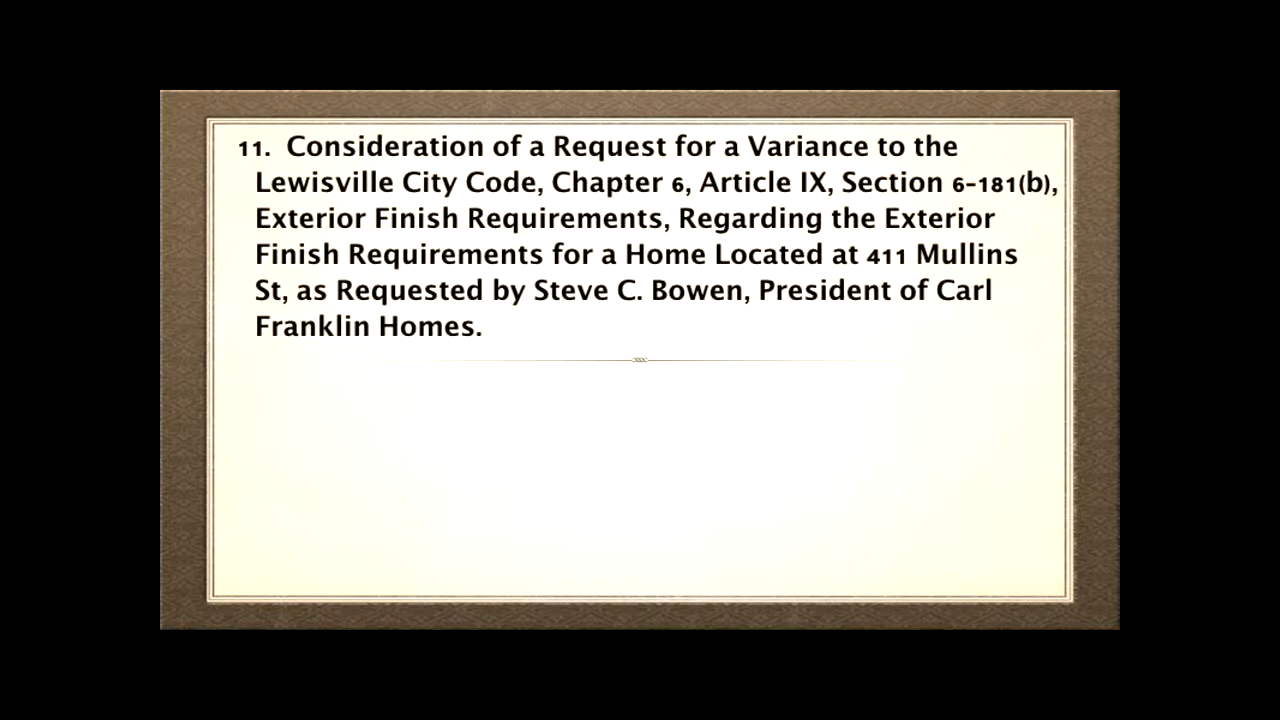 11. Consideration of a Request for a Variance to the
Lewisville City Code, Chapter 6, Article IX, Section 6-181(b),
Exterior Finish Requirements, Regarding the Exterior
Finish Requirements for a Home Located at 411 Mullins
St, as Requested by Steve C. Bowen, President of Carl
Franklin Homes.